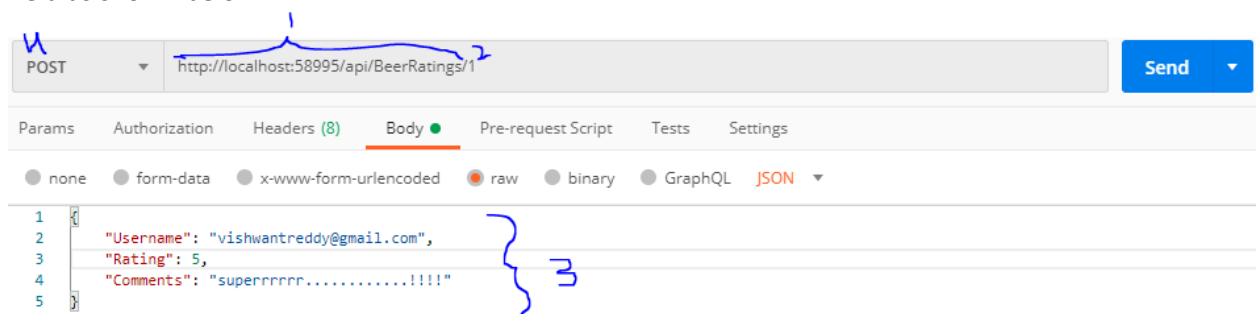 1
4
POST http://localhost:58995/api/BeerRatings/1 2 Send
Params Authorization Headers (8) Body Pre-request Script Tests Settings
none form-data x-www-form-urlencoded raw binary GraphQL JSON
1 {
2 "Username": "vishwantreddy@gmail.com",
3 "Rating": 5,
4 "Comments": "superrrrrr............!!!!"
5 }
3